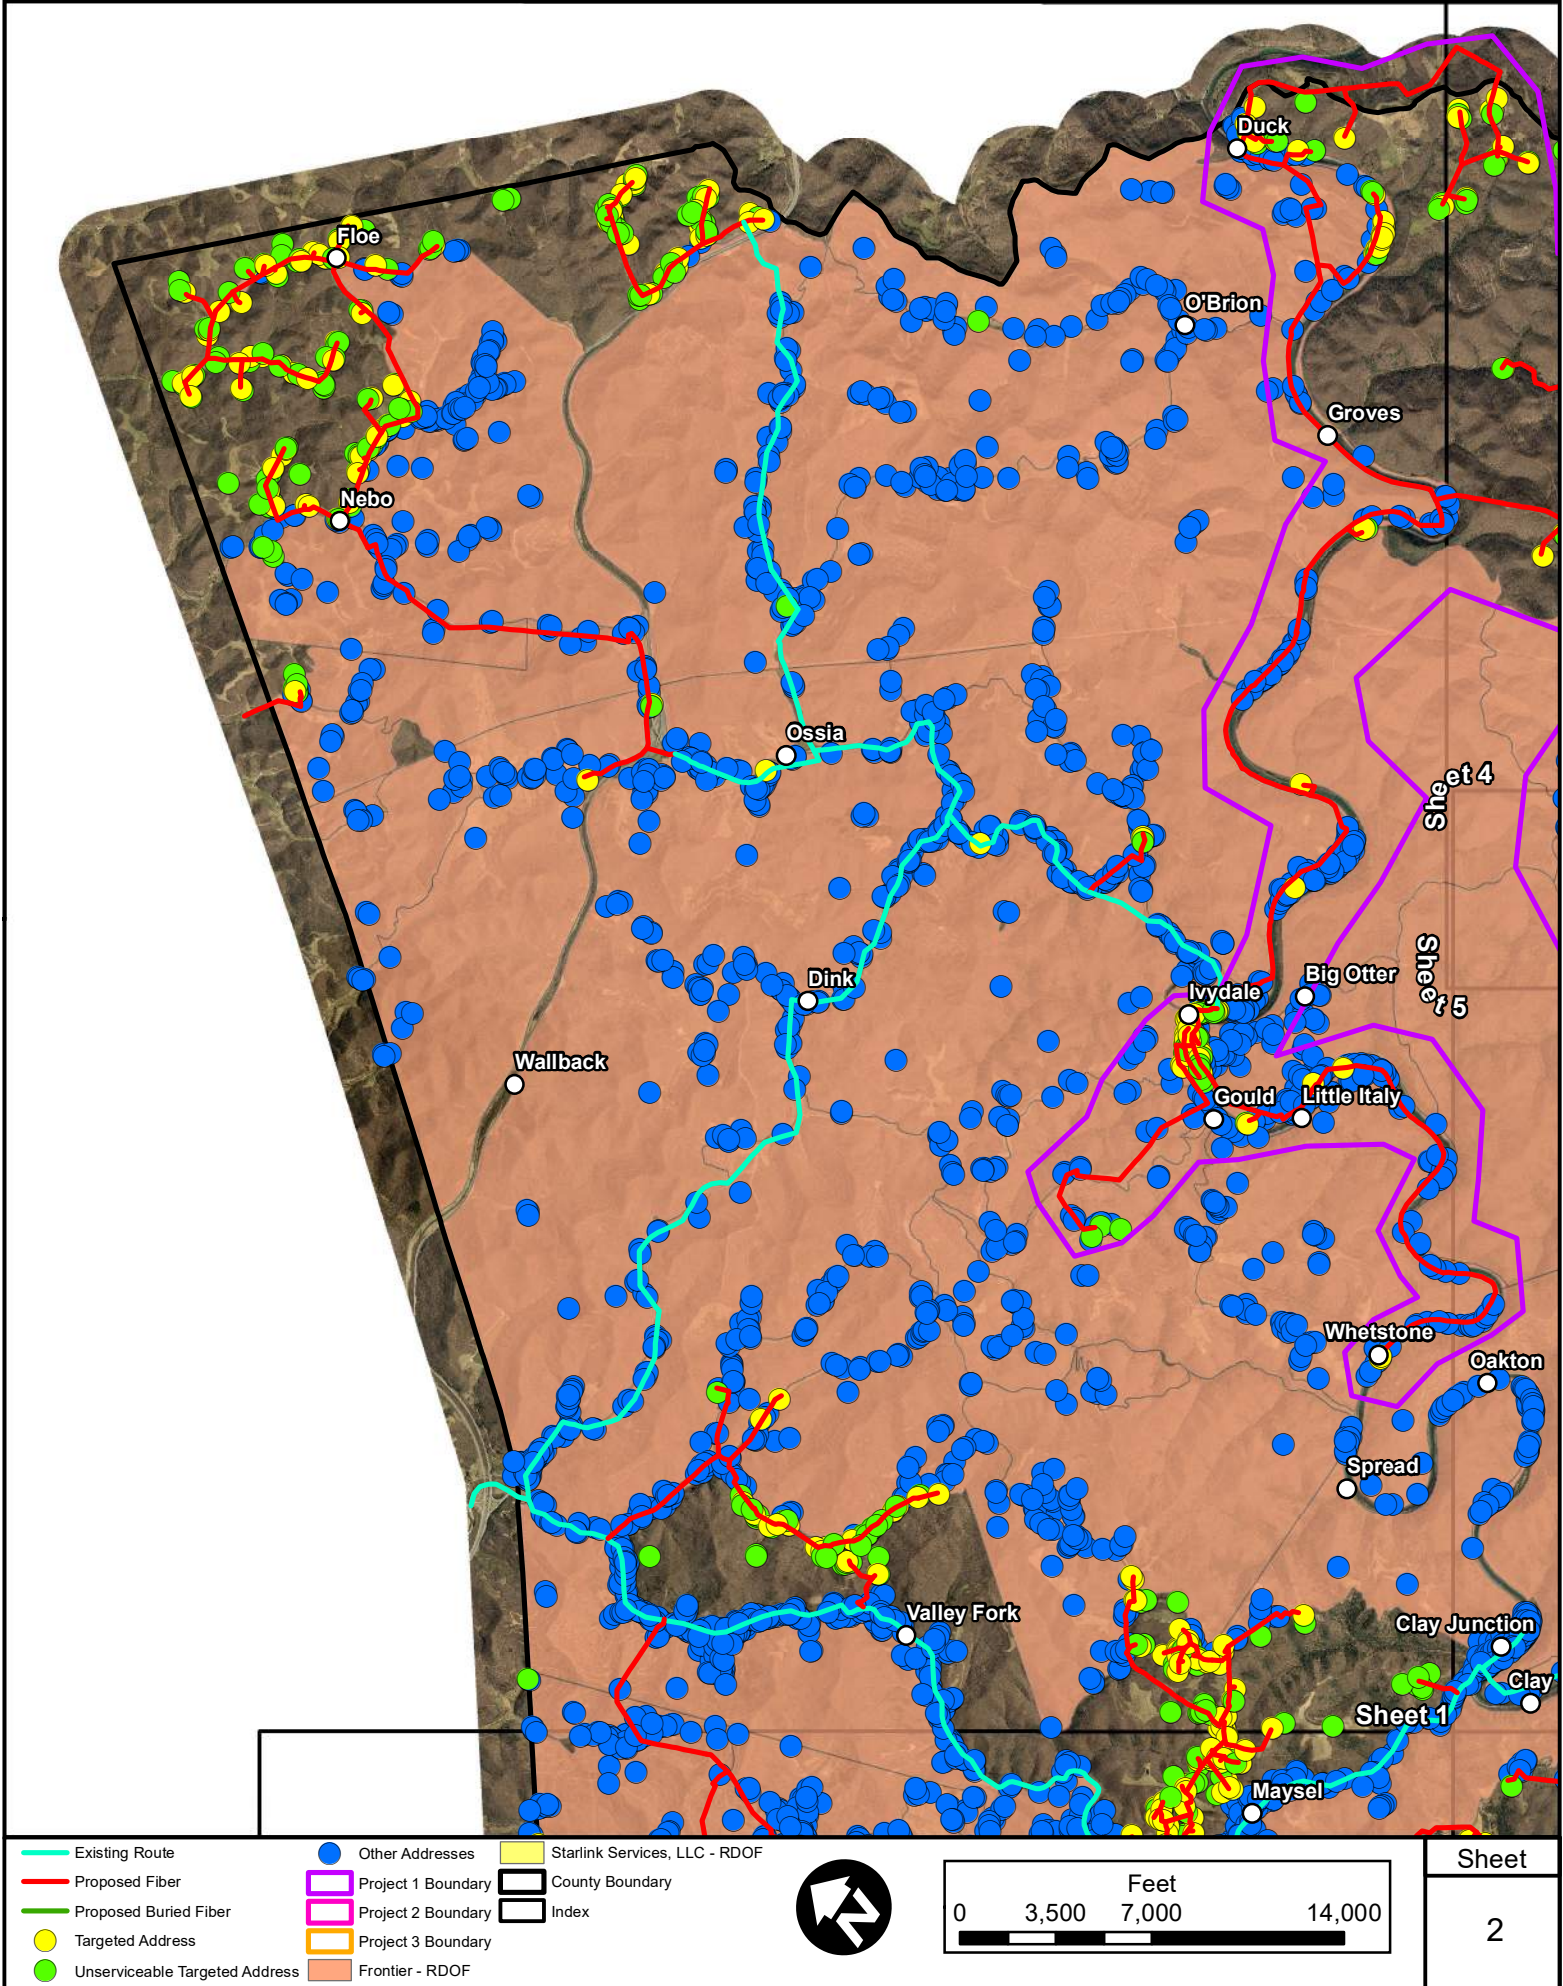 Duck
Floe
O'Brion
Groves
Nebo
Ossia
Sheet 4
Sheet 5
Dink
Big Otter
Ivydale
Wallback
Gould
Little Italy
Whetstone
Oakton
Spread
Valley Fork
Clay Junction
Clay
Sheet 1
Maysel
Existing Route
Proposed Fiber
Proposed Buried Fiber
Targeted Address
Unserviceable Targeted Address
Other Addresses
Project 1 Boundary
Project 2 Boundary
Project 3 Boundary
Frontier - RDOF
Starlink Services, LLC - RDOF
County Boundary
Index
N
Feet
0 3,500 7,000 14,000
Sheet
2